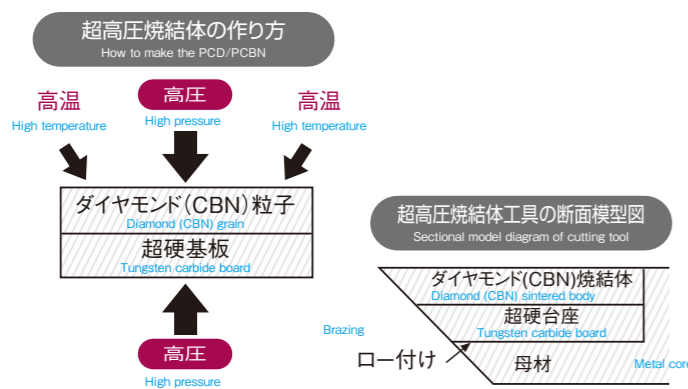 超高圧焼結体の作り方
How to make the PCD/PCBN
高温
High temperature
高圧
High pressure
高温
High temperature
ダイヤモンド(CBN)粒子
Diamond (CBN) grain
超硬基板
Tungsten carbide board
高圧
High pressure
超高圧焼結体工具の断面模型図
Sectional model diagram of cutting tool
ダイヤモンド(CBN)焼結体
Diamond (CBN) sintered body
超硬台座
Tungsten carbide board
Brazing
ロー付け
母材
Metal core